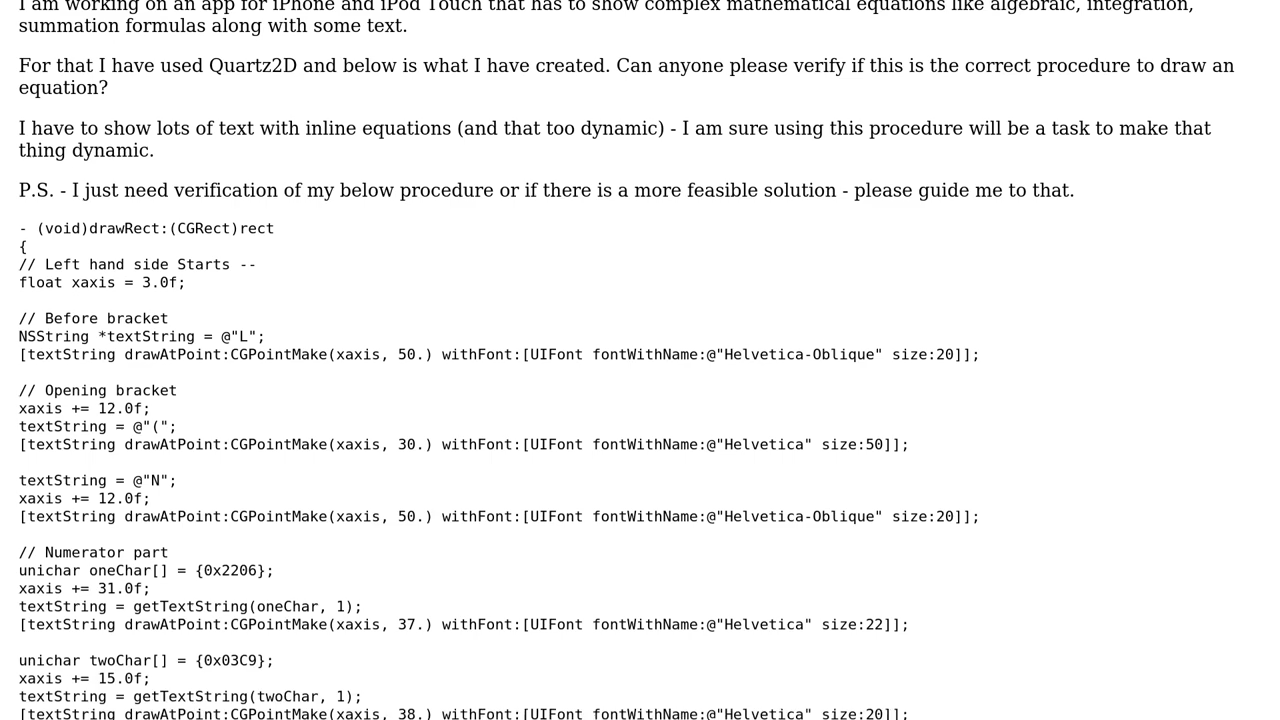 I am working on an app for iPhone and iPod Touch that has to show complex mathematical equations like algebraic, integration,
summation formulas along with some text.
For that I have used Quartz2D and below is what I have created. Can anyone please verify if this is the correct procedure to draw an
equation?
I have to show lots of text with inline equations (and that too dynamic) - I am sure using this procedure will be a task to make that
thing dynamic.
P.S. - I just need verification of my below procedure or if there is a more feasible solution - please guide me to that.
- (void)drawRect:(CGRect)rect
{
// Left hand side Starts --
float xaxis = 3.0f;
// Before bracket
NSString *textString = @"L";
[textString drawAtPoint:CGPointMake(xaxis, 50.) withFont:[UIFont fontWithName:@"Helvetica-Oblique" size:20]];
// Opening bracket
xaxis += 12.0f;
textString = @"(";
[textString drawAtPoint:CGPointMake(xaxis, 30.) withFont:[UIFont fontWithName:@"Helvetica" size:50]];
textString = @"N";
xaxis += 12.0f;
[textString drawAtPoint:CGPointMake(xaxis, 50.) withFont:[UIFont fontWithName:@"Helvetica-Oblique" size:20]];
// Numerator part
unichar oneChar[] = {0x2206};
xaxis += 31.0f;
textString = getTextString(oneChar, 1);
[textString drawAtPoint:CGPointMake(xaxis, 37.) withFont:[UIFont fontWithName:@"Helvetica" size:22]];
unichar twoChar[] = {0x03C9};
xaxis += 15.0f;
textString = getTextString(twoChar, 1);
[textString drawAtPoint:CGPointMake(xaxis, 38.) withFont:[UIFont fontWithName:@"Helvetica" size:20]];